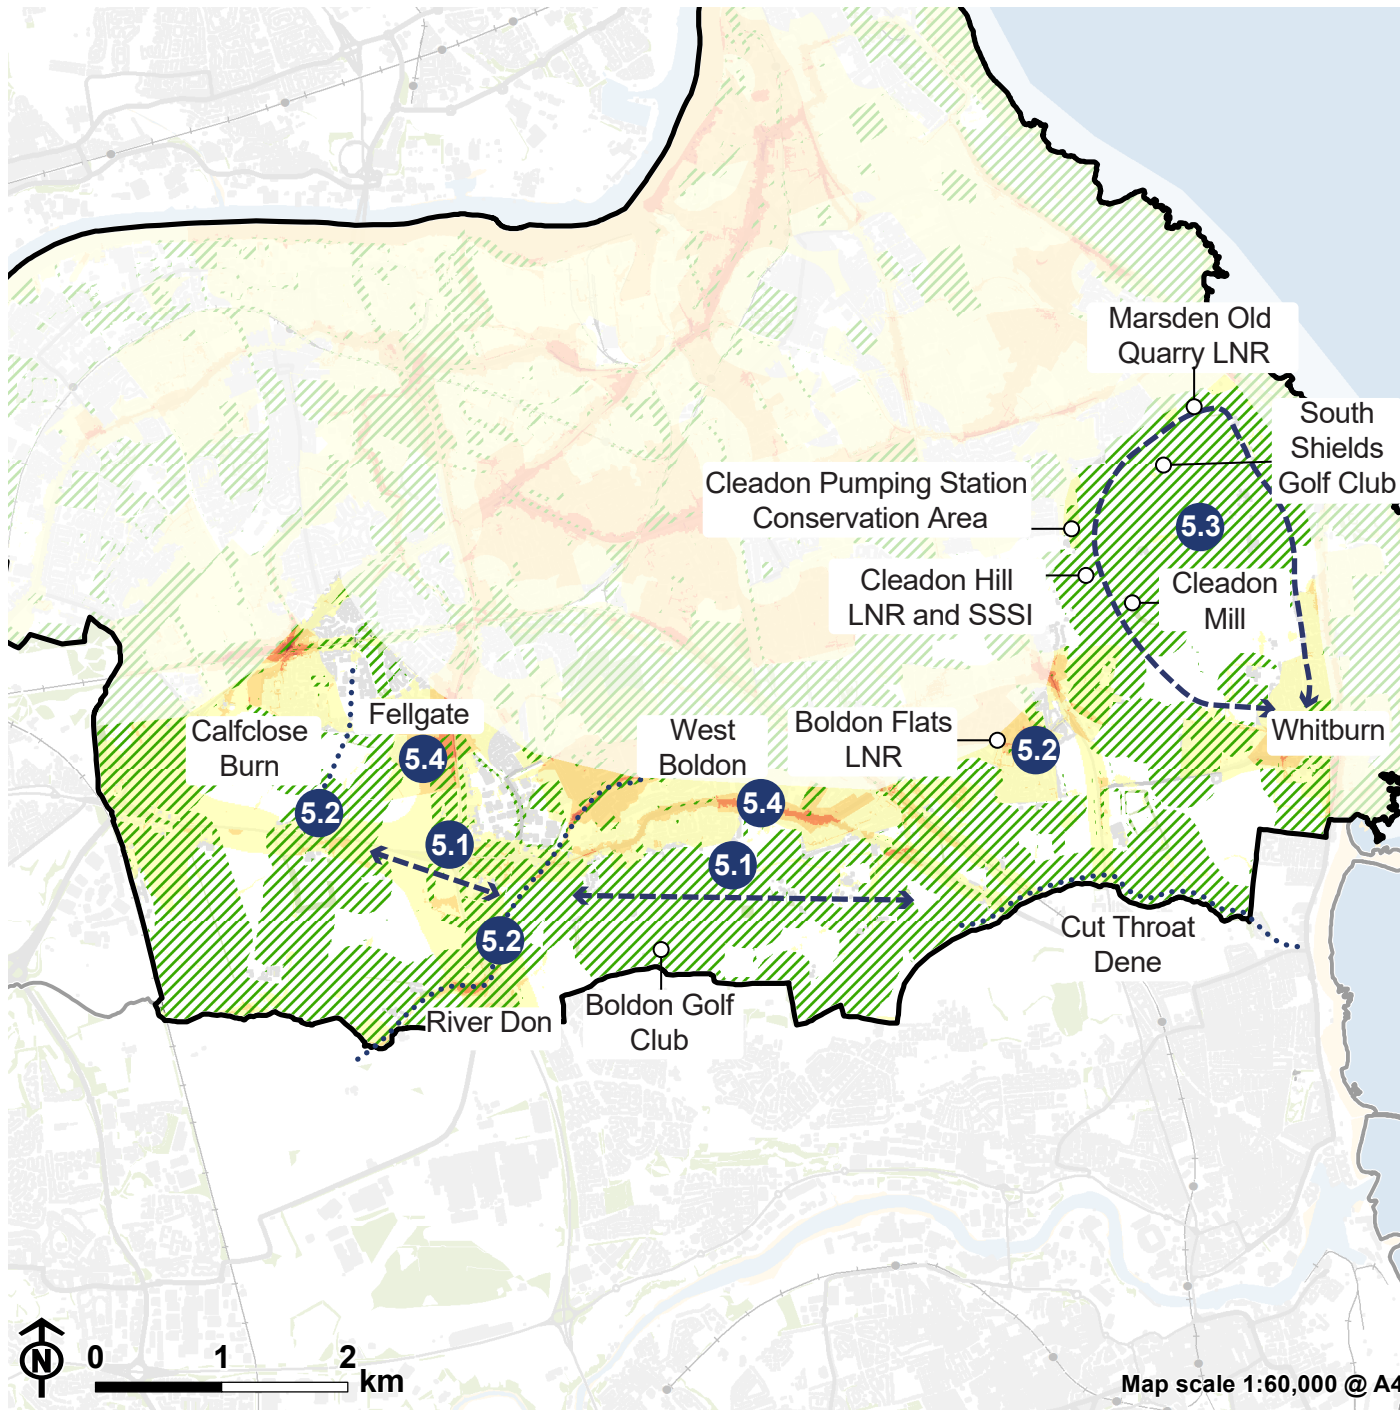 Marsden Old
Quarry LNR
South
Shields
Golf Club
Cleadon Pumping Station
Conservation Area
5.3
Cleadon Hill
LNR and SSSI
Cleadon
Mill
Calfclose
Burn
Fellgate
West
Boldon
Boldon Flats
LNR
Whitburn
5.4
5.2
5.2
5.4
5.1
5.1
5.2
Cut Throat
Dene
River Don
Boldon Golf
Club
N
0 1 2
km
Map scale 1:60,000 @ A4